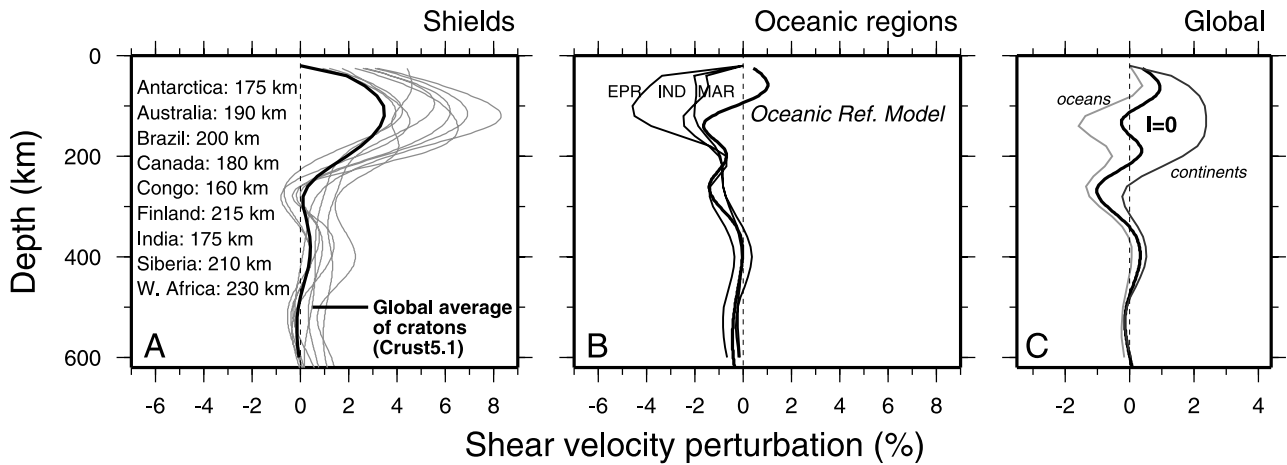 Shields
Oceanic regions
Global
0
200
400
600
Depth (km)
Antarctica: 175 km
Australia: 190 km
Brazil: 200 km
Canada: 180 km
Congo: 160 km
Finland: 215 km
India: 175 km
Siberia: 210 km
W. Africa: 230 km
Global average
of cratons
(Crust5.1)
A
-6 -4 -2 0 2 4 6 8
EPR IND MAR
Oceanic Ref. Model
B
-6 -4 -2 0 2 4 6 8
oceans
l=0
continents
C
-2 0 2 4
Shear velocity perturbation (%)